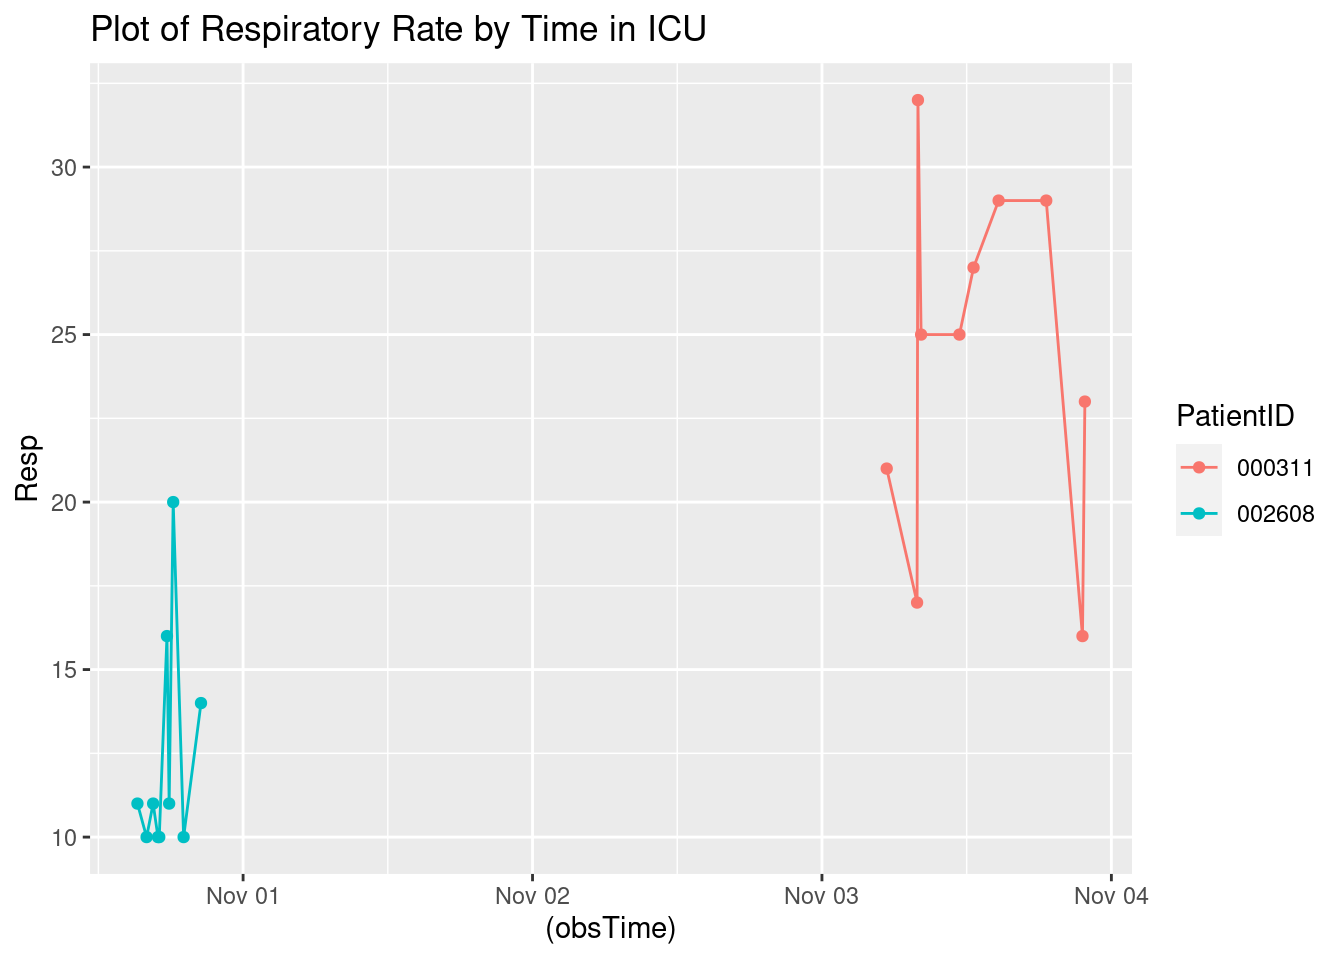 Plot of Respiratory Rate by Time in ICU
30
25
20
15
10
Resp
Nov 01
Nov 02
Nov 03
Nov 04
(obsTime)
PatientID
000311
002608